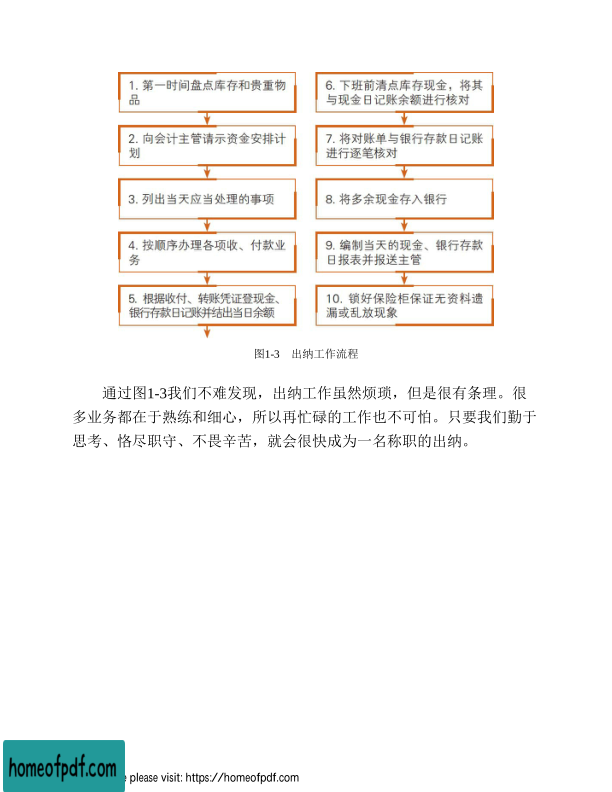 1. 第一时间盘点库存和贵重物
品
2. 向会计主管请示资金安排计
划
3. 列出当天应当处理的事项
4. 按顺序办理各项收、付款业
务
5. 根据收付、转账凭证登现金、
银行存款日记账并结出当日余额
6. 下班前清点库存现金，将其
与现金日记账余额进行核对
7. 将对账单与银行存款日记账
进行逐笔核对
8. 将多余现金存入银行
9. 编制当天的现金、银行存款
日报表并报送主管
10. 锁好保险柜保证无资料遗
漏或乱放现象
图1-3　出纳工作流程
通过图1-3我们不难发现，出纳工作虽然烦琐，但是很有条理。很
多业务都在于熟练和细心，所以再忙碌的工作也不可怕。只要我们勤于
思考、恪尽职守、不畏辛苦，就会很快成为一名称职的出纳。
homeofpdf.com
e please visit: https://homeofpdf.com